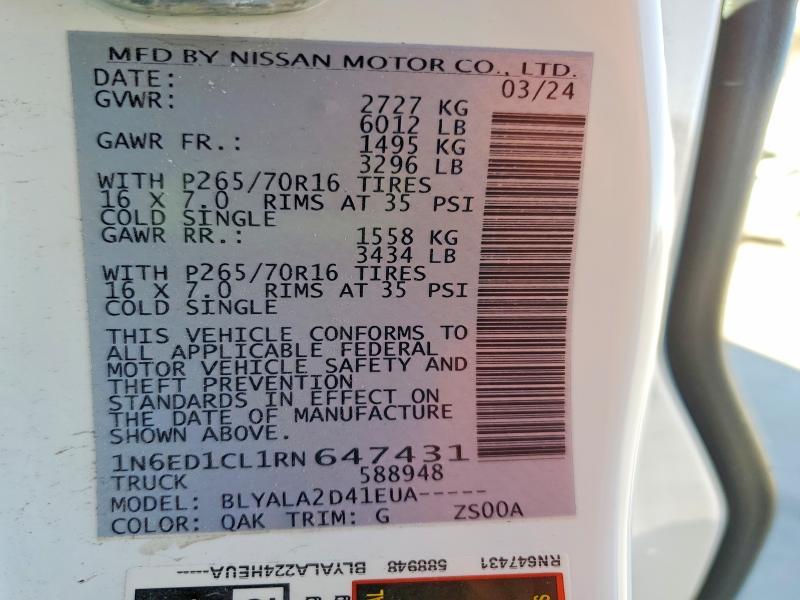 MFD BY NISSAN MOTOR CO., LTD.
DATE: 03/24
GVWR: 2727 KG
6012 LB
GAWR FR.: 1495 KG
3296 LB
WITH P265/70R16 TIRES
16 X 7.0 RIMS AT 35 PSI
COLD SINGLE
GAWR RR.: 1558 KG
3434 LB
WITH P265/70R16 TIRES
16 X 7.0 RIMS AT 35 PSI
COLD SINGLE
THIS VEHICLE CONFORMS TO
ALL APPLICABLE FEDERAL
MOTOR VEHICLE SAFETY AND
THEFT PREVENTION
STANDARDS IN EFFECT ON
THE DATE OF MANUFACTURE
SHOWN ABOVE.
1N6ED1CL1RN647431
TRUCK 588948
MODEL: BLYALA2D41EUA-----
COLOR: QAK TRIM: G ZS00A
RN647431 588948 BLYALA224HEUA-----